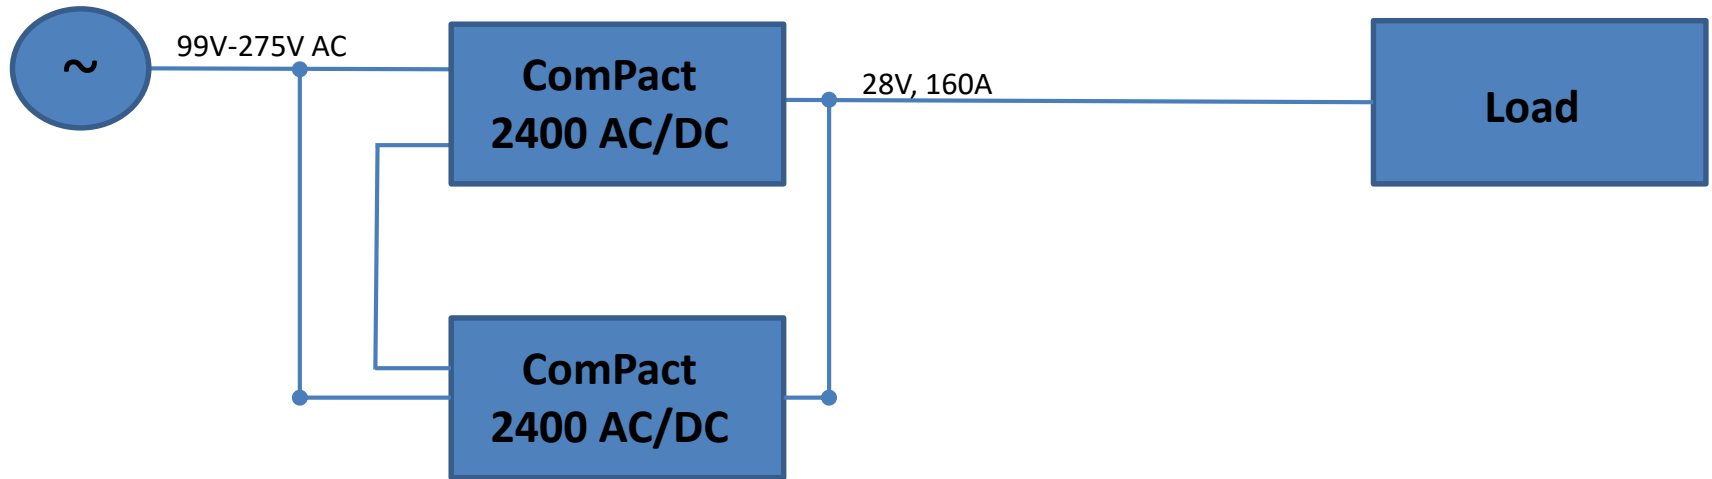 ~
99V-275V AC
ComPact
2400 AC/DC
28V, 160A
Load
ComPact
2400 AC/DC